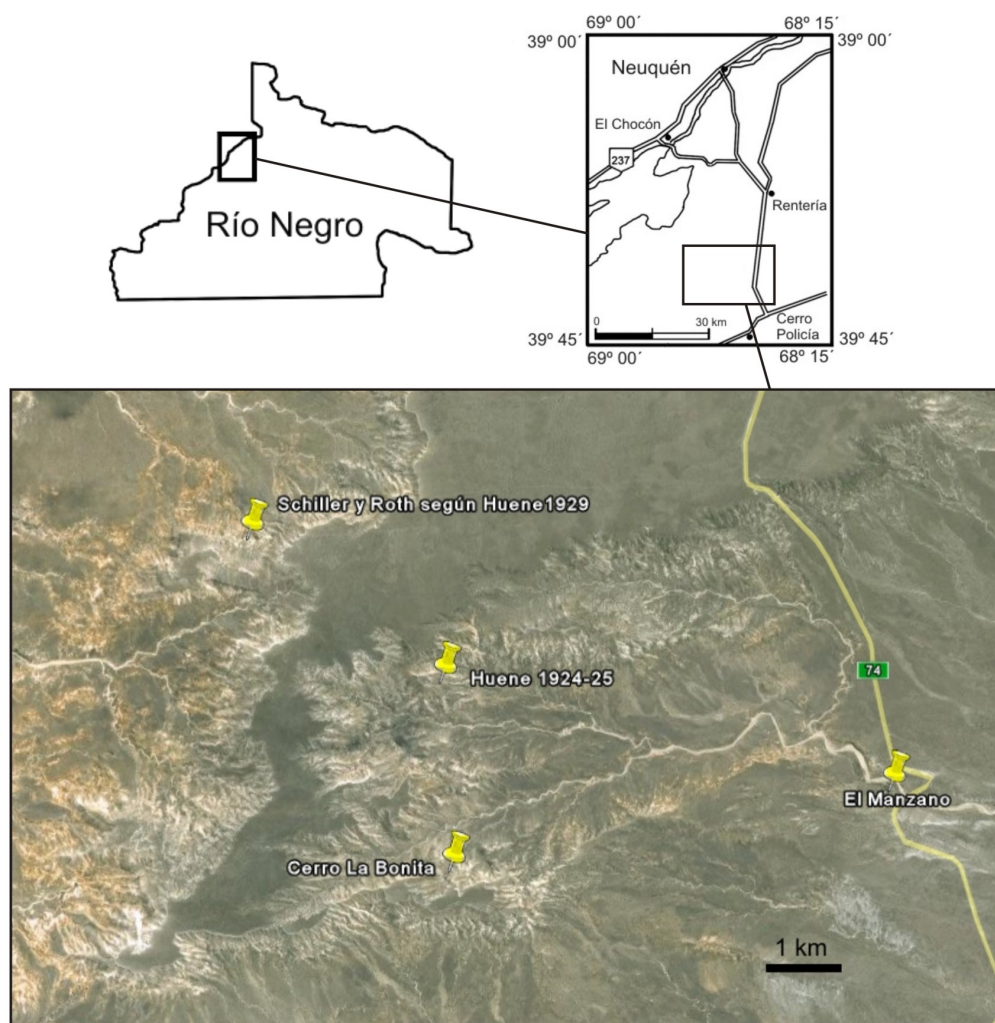 69º 00´
68º 15´
39º 00´
39º 00´
Neuquén
El Chocón
237
Rentería
Río Negro
0
30 km
Cerro
Policía
39º 45´
39º 45´
69º 00´
68º 15´
Schiller y Roth según Huene1929
Huene 1924-25
74
El Manzano
Cerro La Bonita
1 km